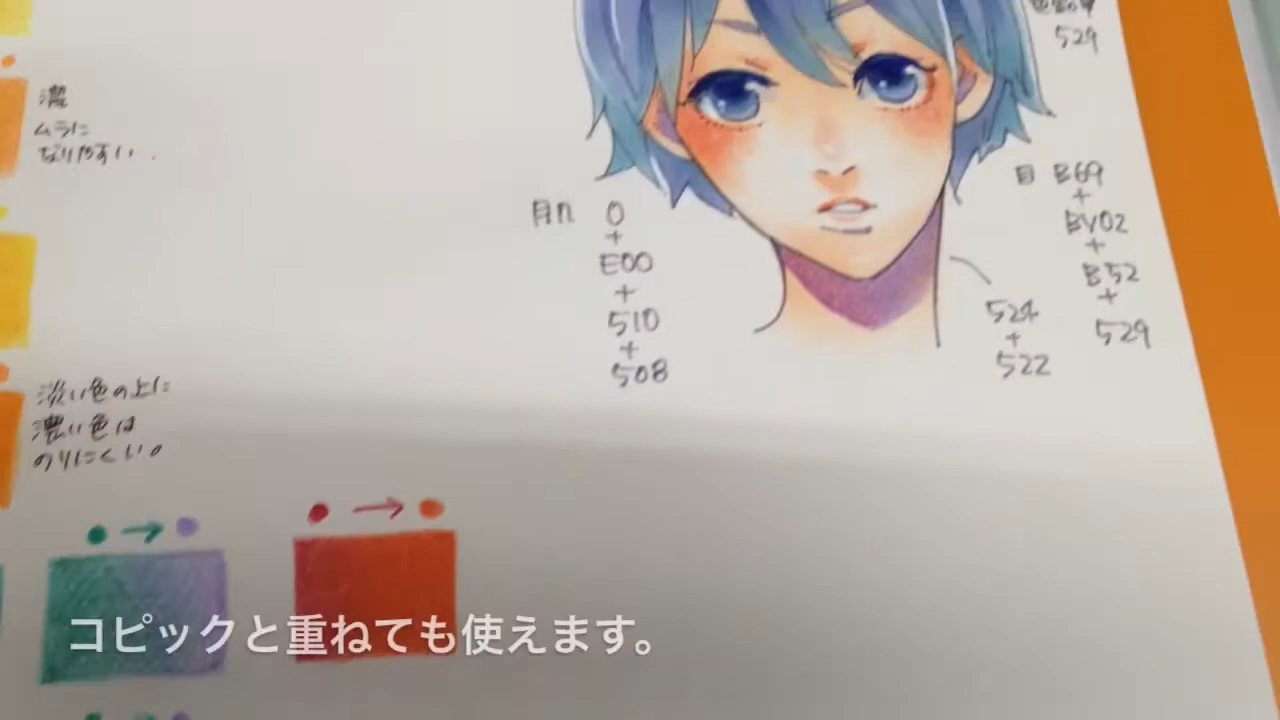 濃
ムラに
なりやすい.
淡い色の上に
濃い色は
のりにくい。
529
肌 0
+
E00
+
510
+
508
目 B69
+
BV02
+
B52
+
529
524
+
522
コピックと重ねても使えます。